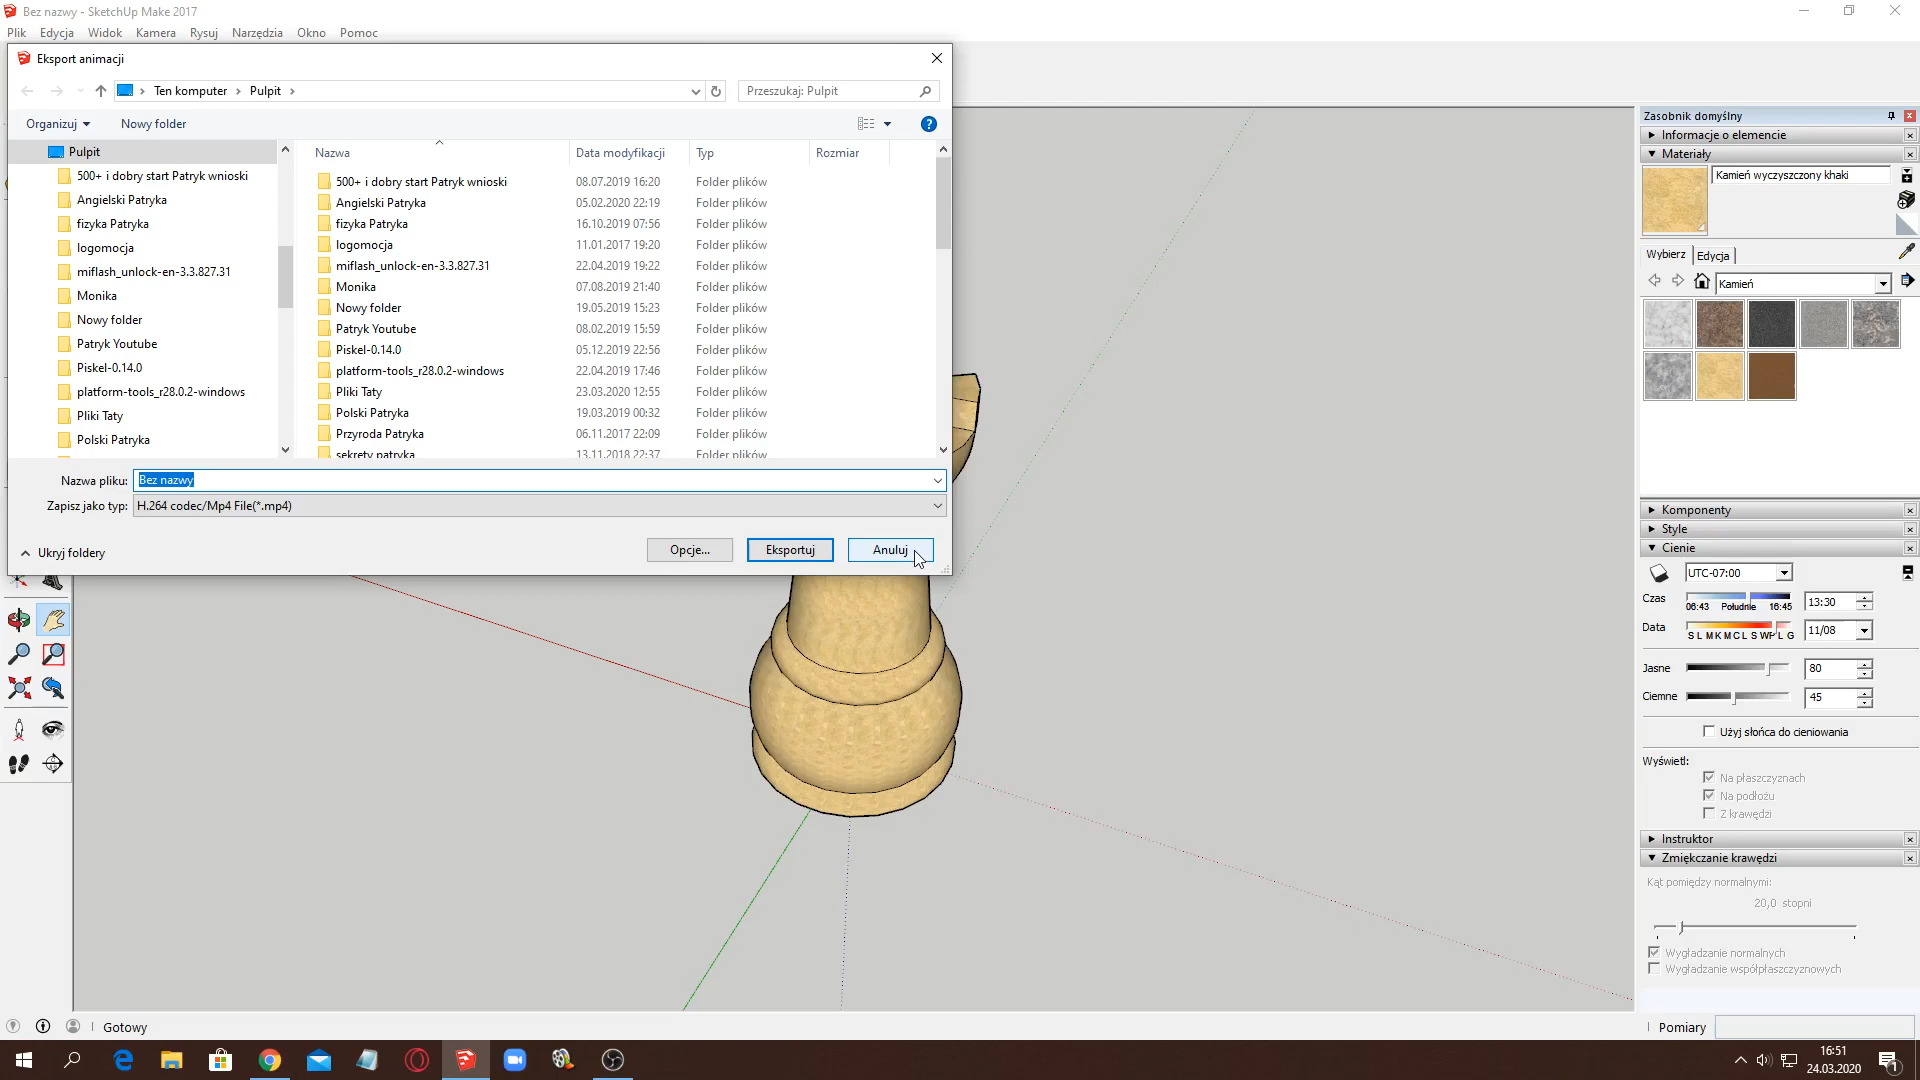 Bez nazwy - SketchUp Make 2017
Plik Edycja Widok Kamera Rysuj Narzędzia Okno Pomoc
Eksport animacji
Ten komputer Pulpit
Przeszukaj: Pulpit
Organizuj Nowy folder
Pulpit
500+ i dobry start Patryk wnioski
Angielski Patryka
fizyka Patryka
logomocja
miflash_unlock-en-3.3.827.31
Monika
Nowy folder
Patryk Youtube
Piskel-0.14.0
platform-tools_r28.0.2-windows
Pliki Taty
Polski Patryka
Nazwa Data modyfikacji Typ Rozmiar
500+ i dobry start Patryk wnioski 08.07.2019 16:20 Folder plików
Angielski Patryka 05.02.2020 22:19 Folder plików
fizyka Patryka 16.10.2019 07:56 Folder plików
logomocja 11.01.2017 19:20 Folder plików
miflash_unlock-en-3.3.827.31 22.04.2019 19:22 Folder plików
Monika 07.08.2019 21:40 Folder plików
Nowy folder 19.05.2019 15:23 Folder plików
Patryk Youtube 08.02.2019 15:59 Folder plików
Piskel-0.14.0 05.12.2019 22:56 Folder plików
platform-tools_r28.0.2-windows 22.04.2019 17:46 Folder plików
Pliki Taty 23.03.2020 12:55 Folder plików
Polski Patryka 19.03.2019 00:32 Folder plików
Przyroda Patryka 06.11.2017 22:09 Folder plików
sekrety patryka 13.11.2018 22:37 Folder plików
Nazwa pliku: Bez nazwy
Zapisz jako typ: H.264 codec/Mp4 File(*.mp4)
Ukryj foldery
Opcje... Eksportuj Anuluj
Zasobnik domyślny
Informacje o elemencie
Materiały
Kamień wyczyszczony khaki
Wybierz Edycja
Kamień
Komponenty
Style
Cienie
UTC-07:00
Czas 06:43 Południe 16:45 13:30
Data S L M K M C L S W P L G 11/08
Jasne 80
Ciemne 45
Użyj słońca do cieniowania
Wyświetl:
Na płaszczyznach
Na podłożu
Z krawędzi
Instruktor
Zmiękczanie krawędzi
Kąt pomiędzy normalnymi:
20,0 stopni
Wygładzanie normalnych
Wygładzanie współpłaszczyznowych
Gotowy
Pomiary
16:51
24.03.2020
1